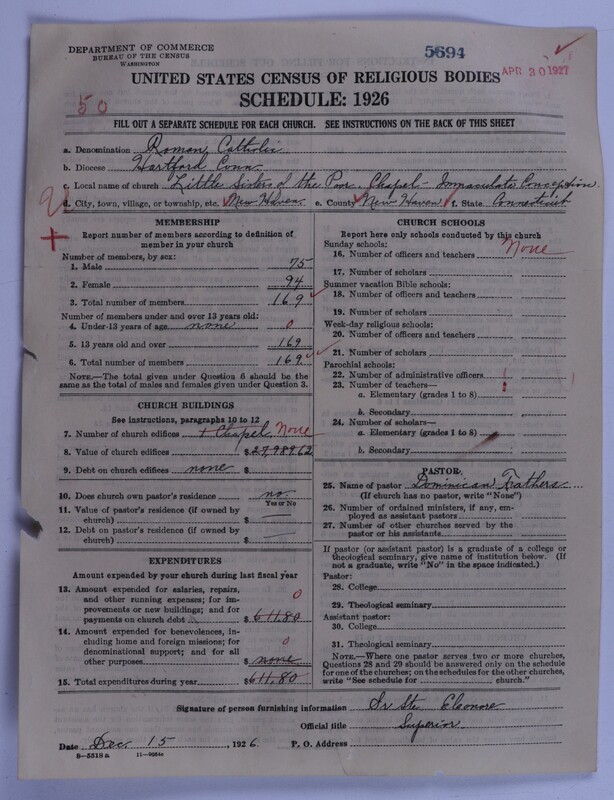 DEPARTMENT OF COMMERCE
BUREAU OF THE CENSUS
WASHINGTON
5694
APR 30 1927
UNITED STATES CENSUS OF RELIGIOUS BODIES
SCHEDULE: 1926
50
FILL OUT A SEPARATE SCHEDULE FOR EACH CHURCH. SEE INSTRUCTIONS ON THE BACK OF THIS SHEET
a. Denomination Roman Catholic
b. Diocese Hartford Conn.
c. Local name of church Little Sisters of the Poor. Chapel - Immaculate Conception
d. City, town, village, or township, etc. New Haven e. County New Haven f. State Connecticut
MEMBERSHIP
Report number of members according to definition of member in your church
Number of members, by sex:
1. Male 75
2. Female 94
3. Total number of members 169
Number of members under and over 13 years old:
4. Under 13 years of age none 0
5. 13 years old and over 169
6. Total number of members 169
NOTE.—The total given under Question 6 should be the same as the total of males and females given under Question 3.
CHURCH BUILDINGS
See instructions, paragraphs 10 to 12
7. Number of church edifices 1 Chapel None
8. Value of church edifices $ 27,989.62
9. Debt on church edifices none $
10. Does church own pastor's residence no
Yes or No
11. Value of pastor's residence (if owned by church) $
12. Debt on pastor's residence (if owned by church) $
EXPENDITURES
Amount expended by your church during last fiscal year
13. Amount expended for salaries, repairs, and other running expenses; for improvements or new buildings; and for payments on church debt $ 611,80 0
14. Amount expended for benevolences, including home and foreign missions; for denominational support; and for all other purposes $ none 0
15. Total expenditures during year $ 611,80
CHURCH SCHOOLS
Report here only schools conducted by this church
Sunday schools:
16. Number of officers and teachers None
17. Number of scholars
Summer vacation Bible schools:
18. Number of officers and teachers
19. Number of scholars
Week-day religious schools:
20. Number of officers and teachers
21. Number of scholars
Parochial schools:
22. Number of administrative officers
23. Number of teachers—
a. Elementary (grades 1 to 8)
b. Secondary
24. Number of scholars—
a. Elementary (grades 1 to 8)
b. Secondary
PASTOR
25. Name of pastor Dominican Frathers
(If church has no pastor, write "None")
26. Number of ordained ministers, if any, employed as assistant pastors
27. Number of other churches served by the pastor or his assistants
If pastor (or assistant pastor) is a graduate of a college or theological seminary, give name of institution below. (If not a graduate, write "No" in the space indicated.)
Pastor:
28. College
29. Theological seminary
Assistant pastor:
30. College
31. Theological seminary
NOTE.—Where one pastor serves two or more churches, Questions 28 and 29 should be answered only on the schedule for one of the churches; on the schedules for the other churches, write "See schedule for church."
Signature of person furnishing information Sr Ste Eleonore
Official title Superior
Date Dec 15, 1926 P. O. Address
8—5518a